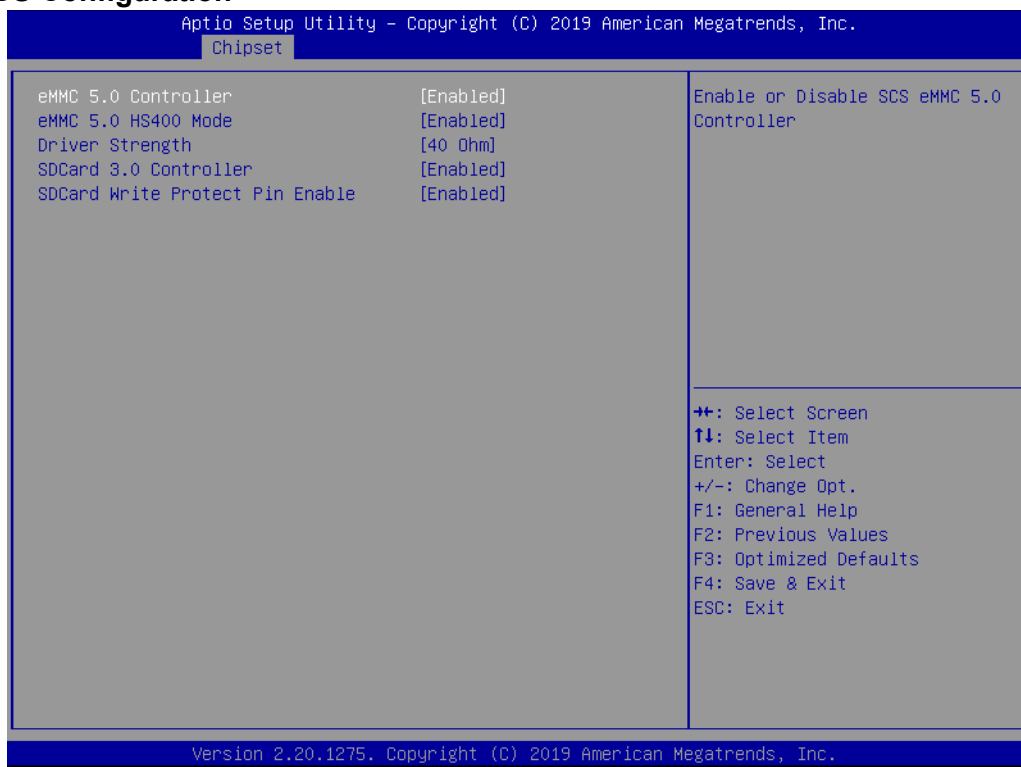 Configuration
Aptio Setup Utility – Copyright (C) 2019 American Megatrends, Inc.
Chipset
eMMC 5.0 Controller [Enabled]
eMMC 5.0 HS400 Mode [Enabled]
Driver Strength [40 Ohm]
SDCard 3.0 Controller [Enabled]
SDCard Write Protect Pin Enable [Enabled]
Enable or Disable SCS eMMC 5.0
Controller
→←: Select Screen
↑↓: Select Item
Enter: Select
+/-: Change Opt.
F1: General Help
F2: Previous Values
F3: Optimized Defaults
F4: Save & Exit
ESC: Exit
Version 2.20.1275. Copyright (C) 2019 American Megatrends, Inc.